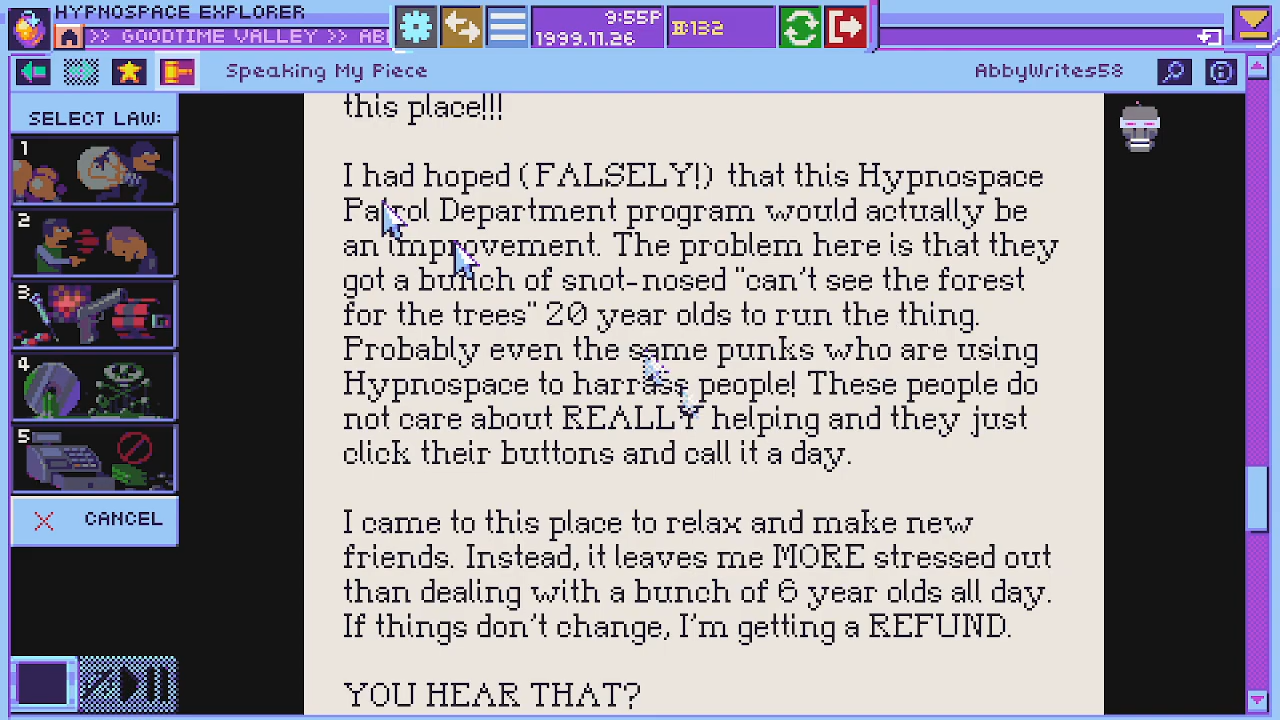 HYPNOSPACE EXPLORER
>> GOODTIME VALLEY >> AB
9:55P
1999.11.26
132
Speaking My Piece
AbbyWrites58
SELECT LAW:
1
2
3
4
5
CANCEL
this place!!!
I had hoped (FALSELY!) that this Hypnospace
Patrol Department program would actually be
an improvement. The problem here is that they
got a bunch of snot-nosed "can't see the forest
for the trees" 20 year olds to run the thing.
Probably even the same punks who are using
Hypnospace to harrass people! These people do
not care about REALLY helping and they just
click their buttons and call it a day.
I came to this place to relax and make new
friends. Instead, it leaves me MORE stressed out
than dealing with a bunch of 6 year olds all day.
If things don't change, I'm getting a REFUND.
YOU HEAR THAT?